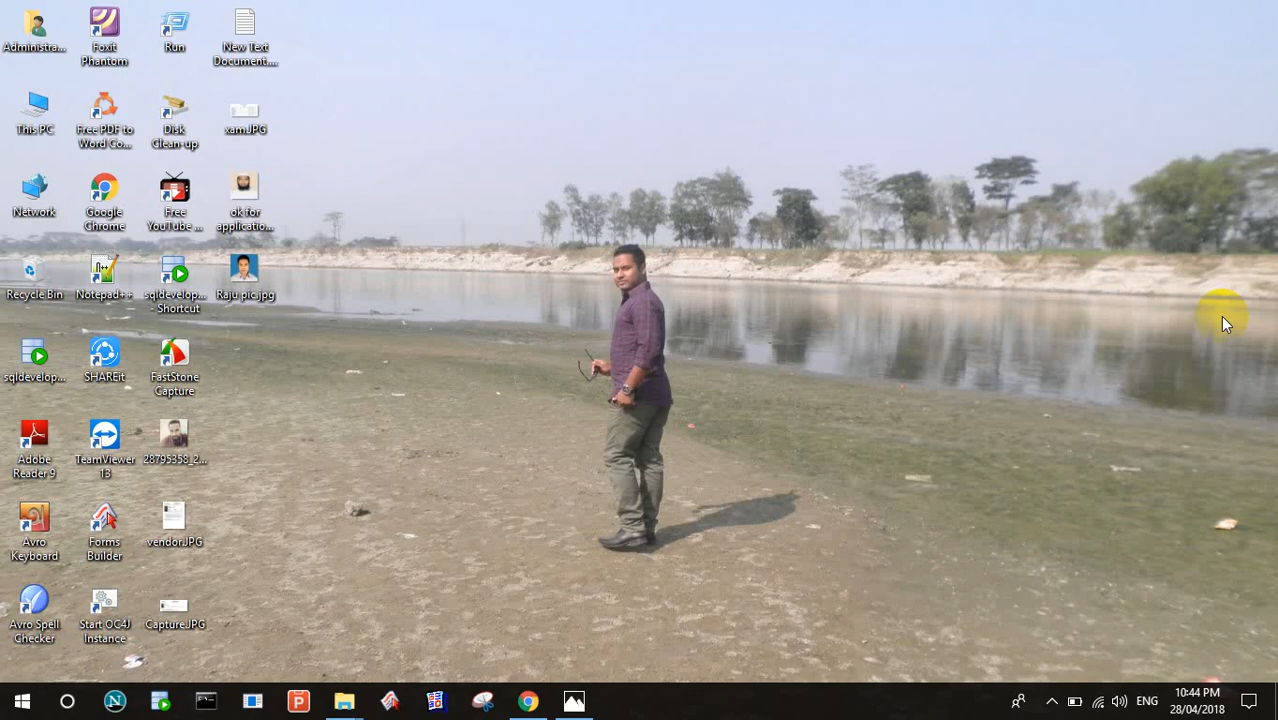 Administra...
Foxit
Phantom
Run
New Text
Document....
This PC
Free PDF to
Word Co...
Disk
Clean-up
xam.JPG
Network
Google
Chrome
Free
YouTube ...
ok for
applicatio...
Recycle Bin
Notepad++
sqldevelop...
- Shortcut
Raju pic.jpg
sqldevelop...
SHAREit
FastStone
Capture
Adobe
Reader 9
TeamViewer
13
28795358_2...
Avro
Keyboard
Forms
Builder
vendor.JPG
Avro Spell
Checker
Start OC4J
Instance
Capture.JPG
ENG
10:44 PM
28/04/2018